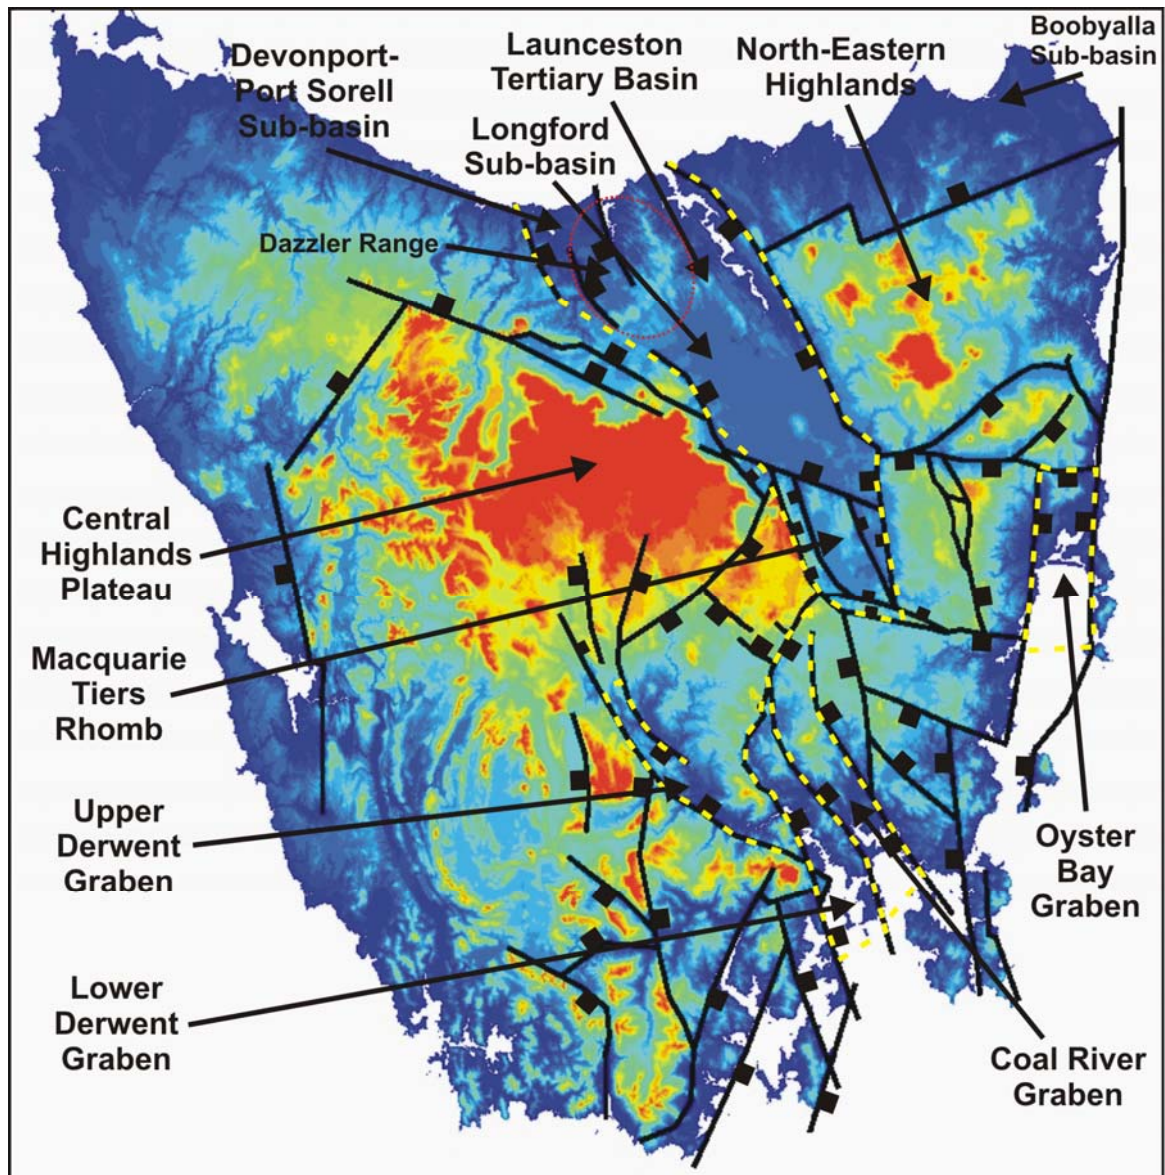 Boobyalla
Sub-basin
Devonport-
Port Sorell
Sub-basin
Launceston
Tertiary Basin
North-Eastern
Highlands
Longford
Sub-basin
Dazzler Range
Central
Highlands
Plateau
Macquarie
Tiers
Rhomb
Upper
Derwent
Graben
Oyster
Bay
Graben
Lower
Derwent
Graben
Coal River
Graben